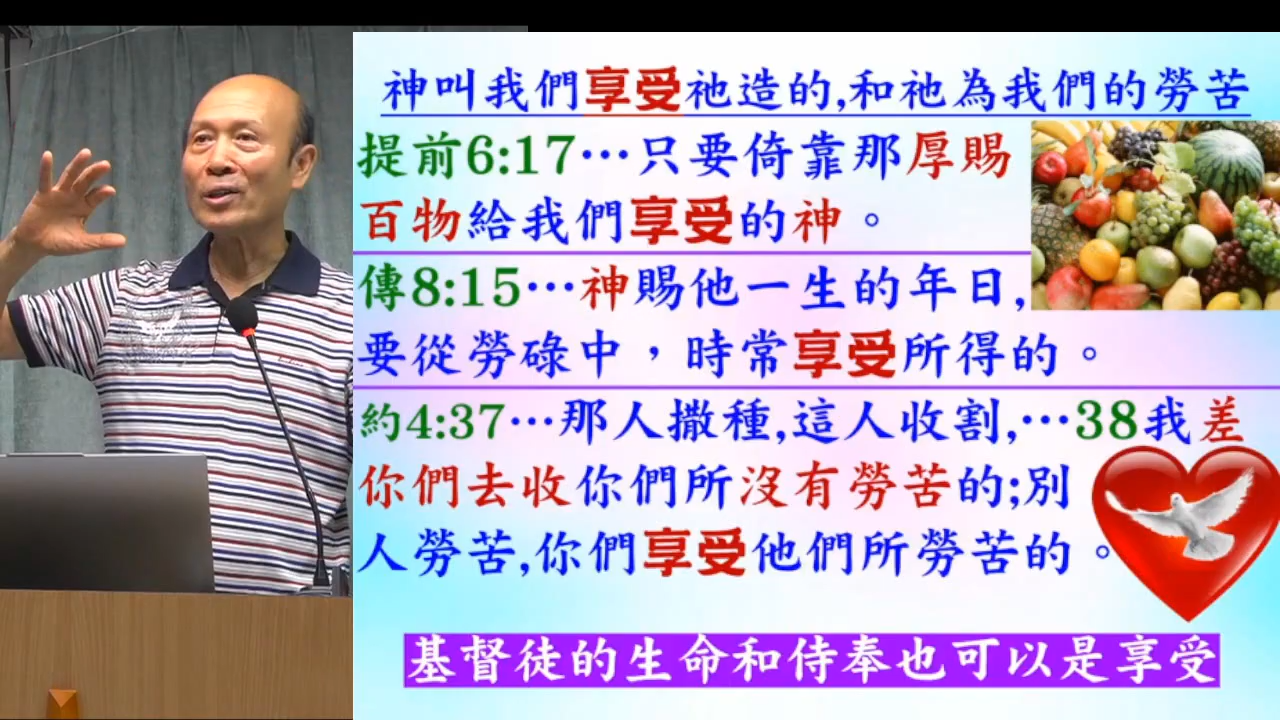 神叫我們享受祂造的,和祂為我們的勞苦
提前6:17…只要倚靠那厚賜
百物給我們享受的神。
傳8:15…神賜他一生的年日,
要從勞碌中，時常享受所得的。
約4:37…那人撒種,這人收割,…38我差
你們去收你們所沒有勞苦的;別
人勞苦,你們享受他們所勞苦的。
基督徒的生命和侍奉也可以是享受